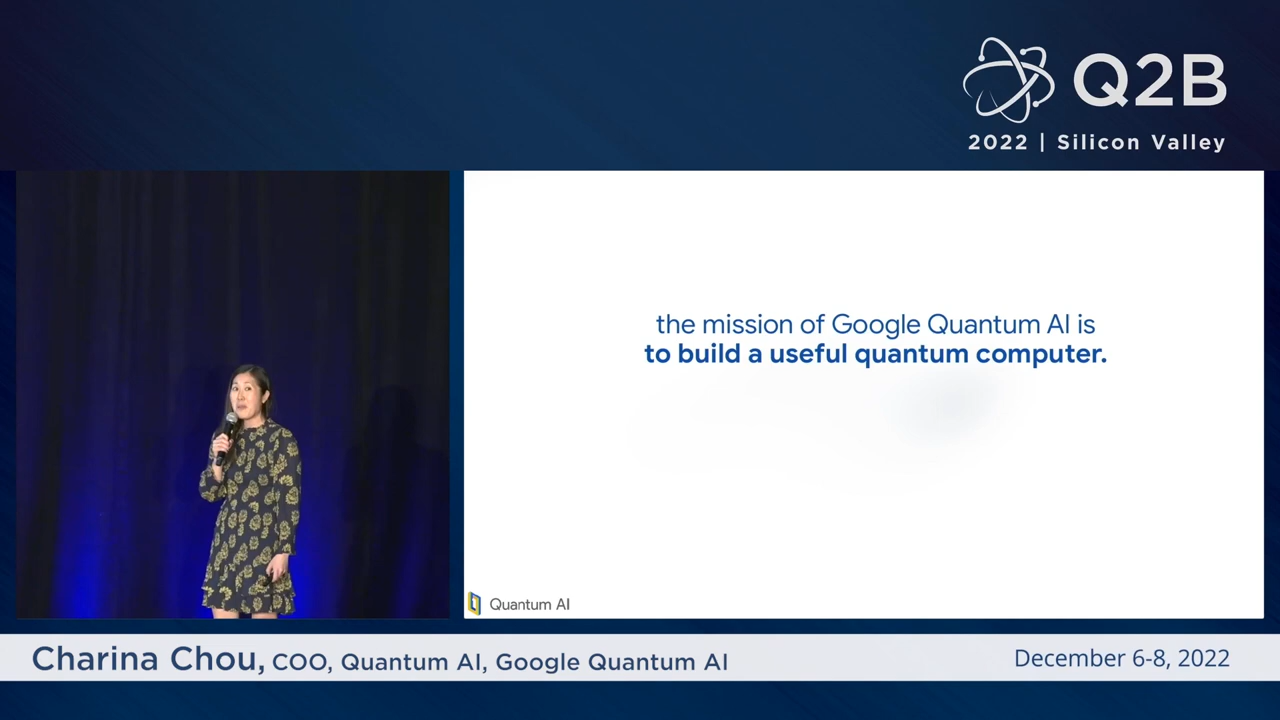 Q2B
2022 | Silicon Valley
the mission of Google Quantum AI is
to build a useful quantum computer.
Quantum AI
Charina Chou, COO, Quantum AI, Google Quantum AI
December 6-8, 2022